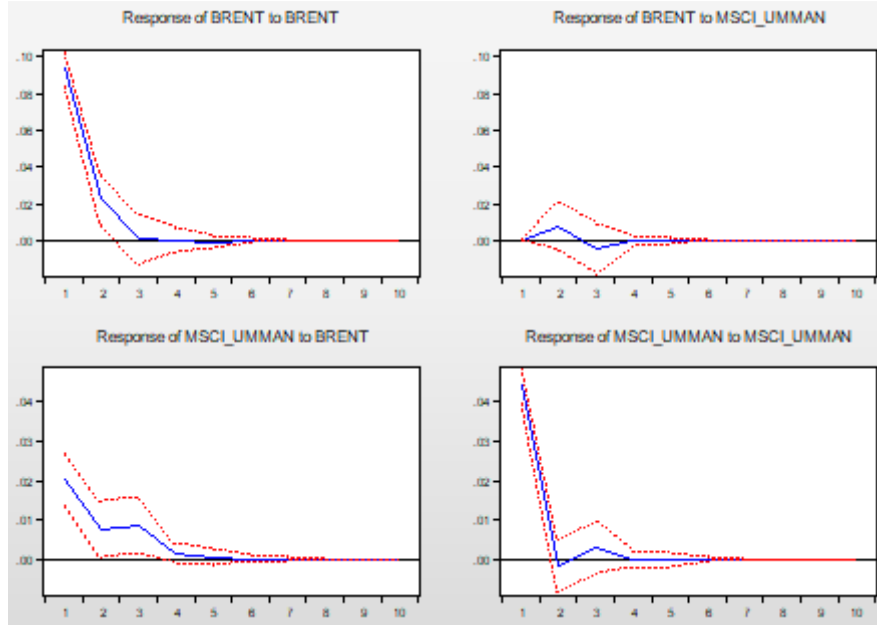 Response of BRENT to BRENT
.10
.08
.06
.04
.02
.00
1 2 3 4 5 6 7 8 9 10
Response of BRENT to MSCI_UMMAN
.10
.08
.06
.04
.02
.00
1 2 3 4 5 6 7 8 9 10
Response of MSCI_UMMAN to BRENT
.04
.03
.02
.01
.00
1 2 3 4 5 6 7 8 9 10
Response of MSCI_UMMAN to MSCI_UMMAN
.04
.03
.02
.01
.00
1 2 3 4 5 6 7 8 9 10